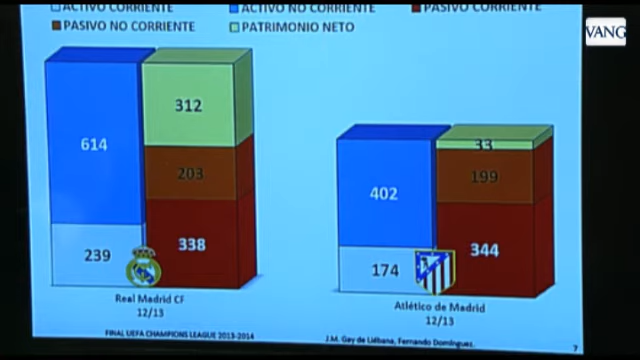 ACTIVO CORRIENTE ACTIVO NO CORRIENTE PASIVO CORRIENTE
PASIVO NO CORRIENTE PATRIMONIO NETO
VANG
312
614
203
33
402
199
338
239
344
174
Real Madrid CF
12/13
Atlético de Madrid
12/13
FINAL UEFA CHAMPIONS LEAGUE 2013-2014
J.M. Gay de Liébana, Fernando Domínguez.
7